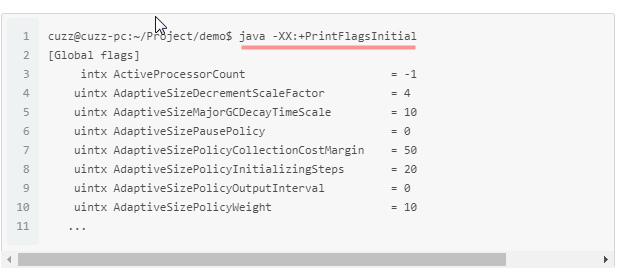 1 cuzz@cuzz-pc:~/Project/demo$ java -XX:+PrintFlagsInitial
2 [Global flags]
3 intx ActiveProcessorCount = -1
4 uintx AdaptiveSizeDecrementScaleFactor = 4
5 uintx AdaptiveSizeMajorGCDecayTimeScale = 10
6 uintx AdaptiveSizePausePolicy = 0
7 uintx AdaptiveSizePolicyCollectionCostMargin = 50
8 uintx AdaptiveSizePolicyInitializingSteps = 20
9 uintx AdaptiveSizePolicyOutputInterval = 0
10 uintx AdaptiveSizePolicyWeight = 10
11 ...